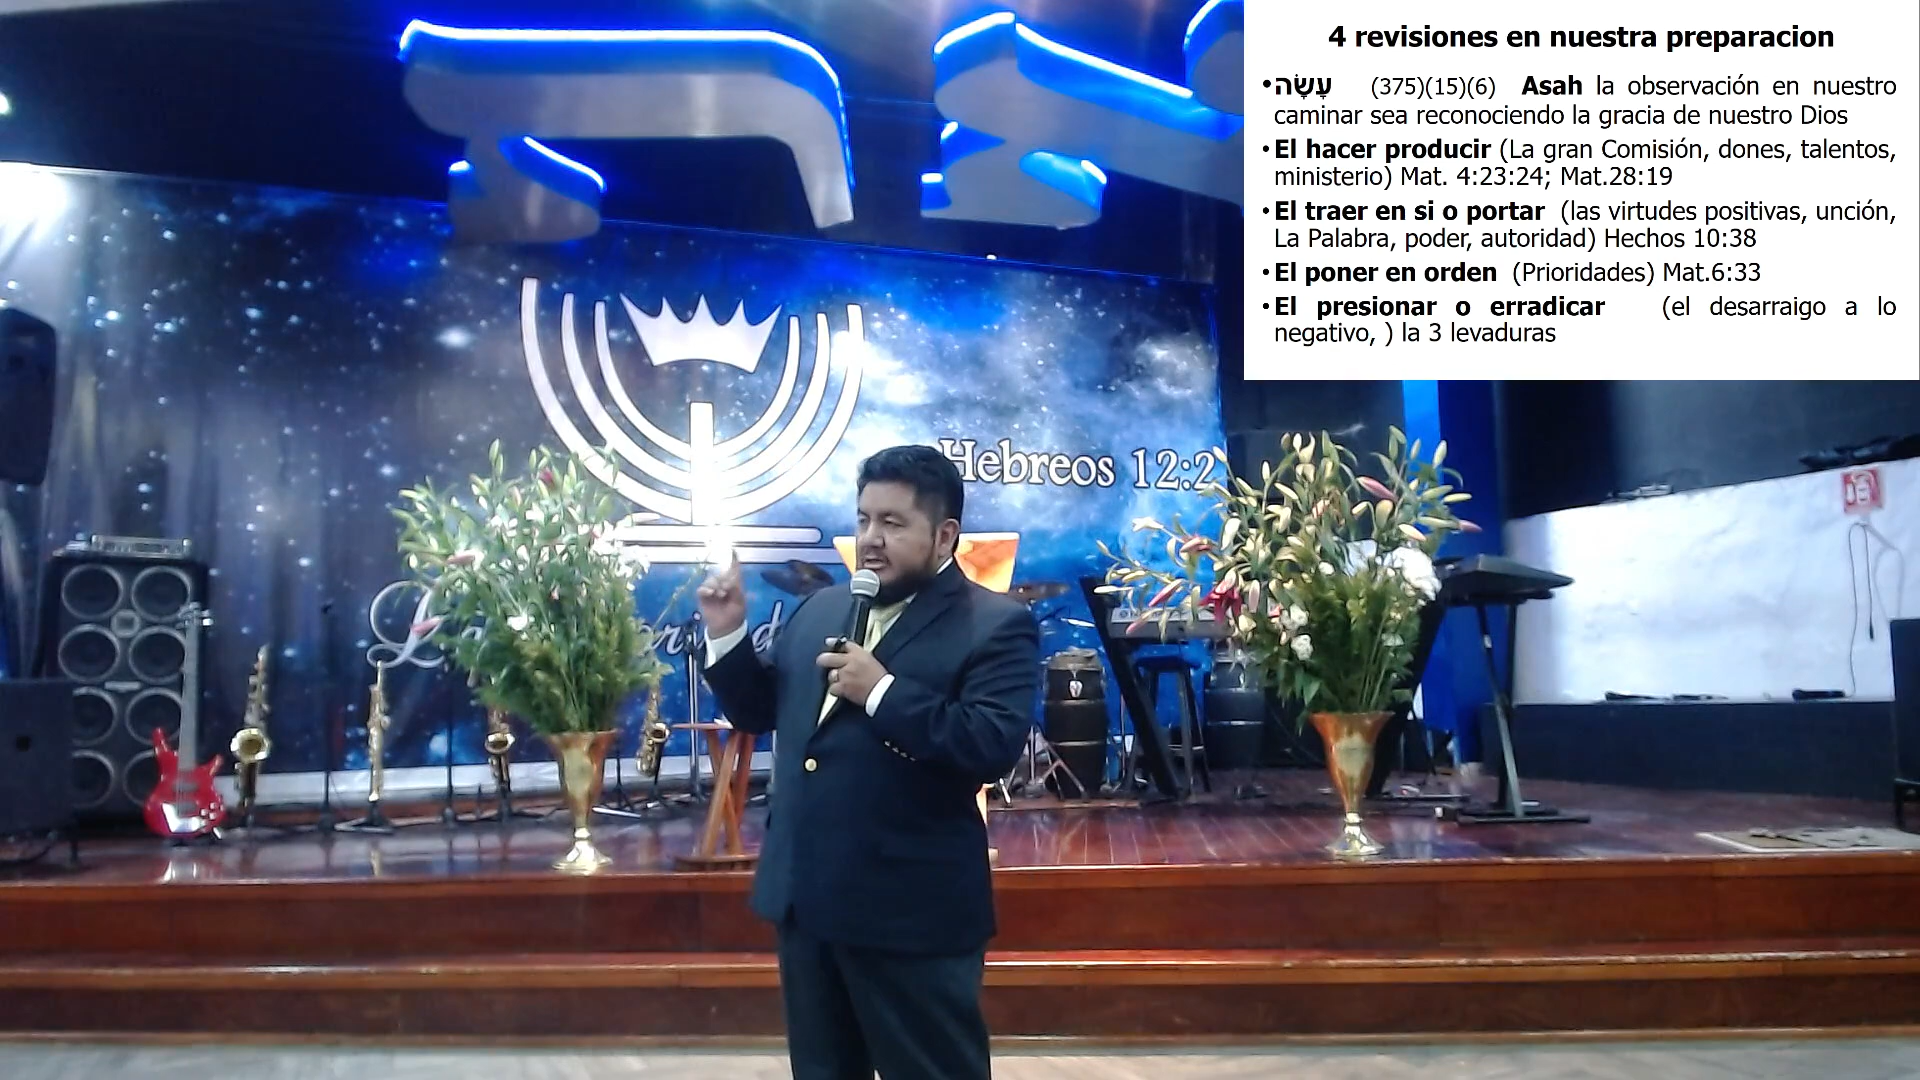 4 revisiones en nuestra preparacion
•עָשָׂה (375)(15)(6) Asah la observación en nuestro
caminar sea reconociendo la gracia de nuestro Dios
•El hacer producir (La gran Comisión, dones, talentos,
ministerio) Mat. 4:23:24; Mat.28:19
•El traer en si o portar (las virtudes positivas, unción,
La Palabra, poder, autoridad) Hechos 10:38
•El poner en orden (Prioridades) Mat.6:33
•El presionar o erradicar (el desarraigo a lo
negativo, ) la 3 levaduras
Hebreos 12:2